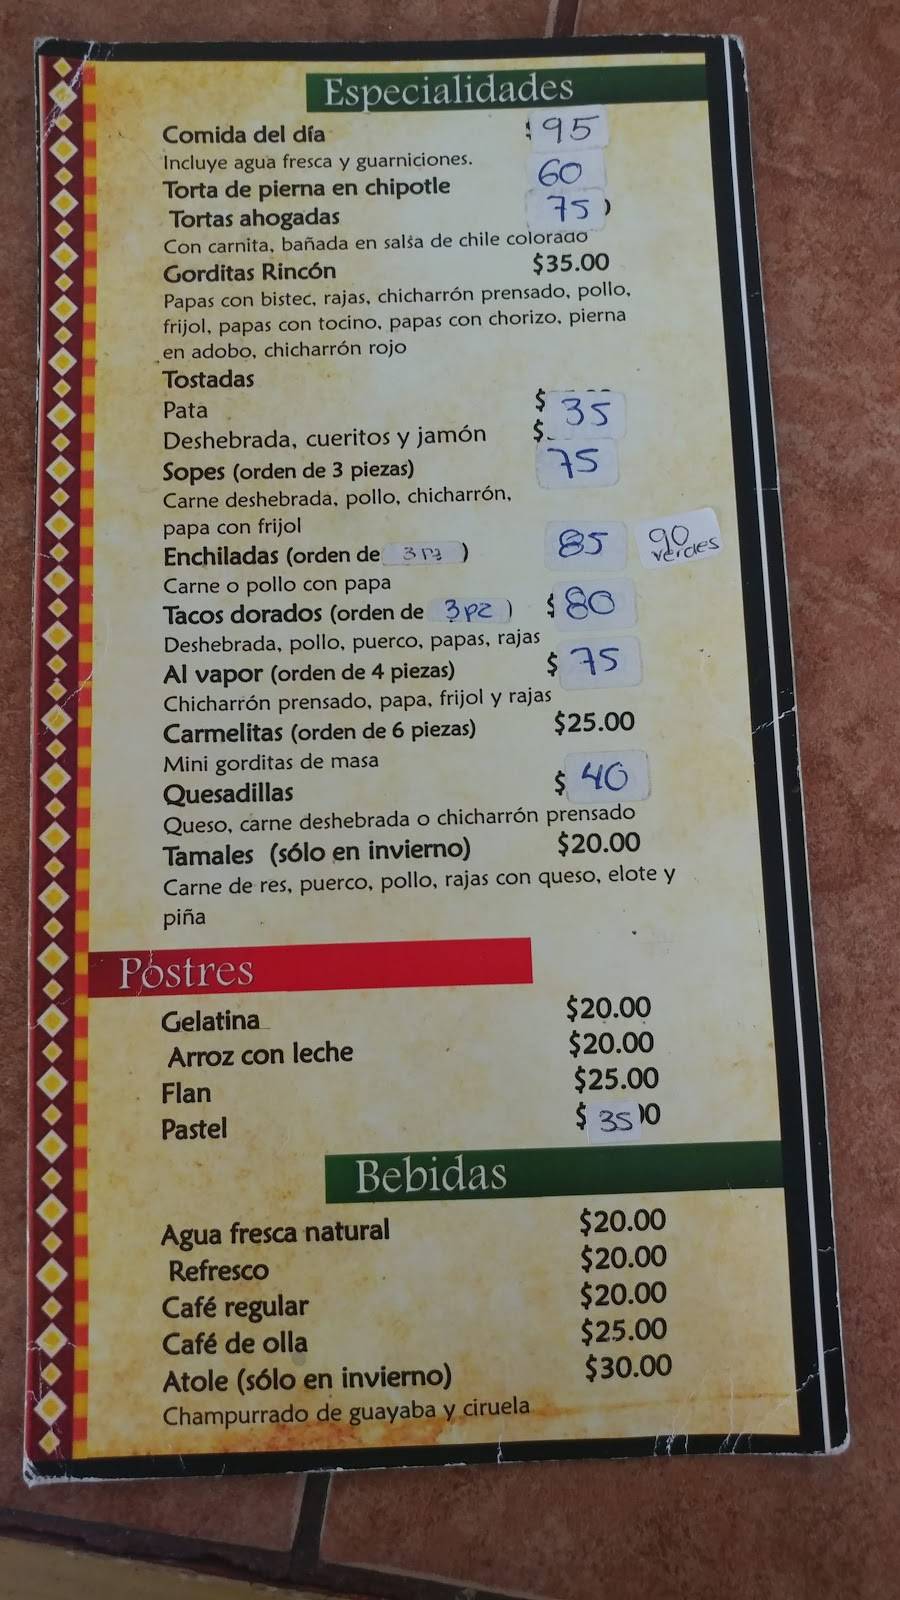 Especialidades
Comida del día 95
Incluye agua fresca y guarniciones.
Torta de pierna en chipotle 60
Tortas ahogadas 75
Con carnita, bañada en salsa de chile colorado
Gorditas Rincón $35.00
Papas con bistec, rajas, chicharrón prensado, pollo,
frijol, papas con tocino, papas con chorizo, pierna
en adobo, chicharrón rojo
Tostadas
Pata $ 35
Deshebrada, cueritos y jamón $
Sopes (orden de 3 piezas) 75
Carne deshebrada, pollo, chicharrón,
papa con frijol
Enchiladas (orden de 3 pz ) 85 90 verdes
Carne o pollo con papa
Tacos dorados (orden de 3pz ) $ 80
Deshebrada, pollo, puerco, papas, rajas
Al vapor (orden de 4 piezas) $ 75
Chicharrón prensado, papa, frijol y rajas
Carmelitas (orden de 6 piezas) $25.00
Mini gorditas de masa
Quesadillas $ 40
Queso, carne deshebrada o chicharrón prensado
Tamales (sólo en invierno) $20.00
Carne de res, puerco, pollo, rajas con queso, elote y
piña
Postres
Gelatina $20.00
Arroz con leche $20.00
Flan $25.00
Pastel $ 35
Bebidas
Agua fresca natural $20.00
Refresco $20.00
Café regular $20.00
Café de olla $25.00
Atole (sólo en invierno) $30.00
Champurrado de guayaba y ciruela